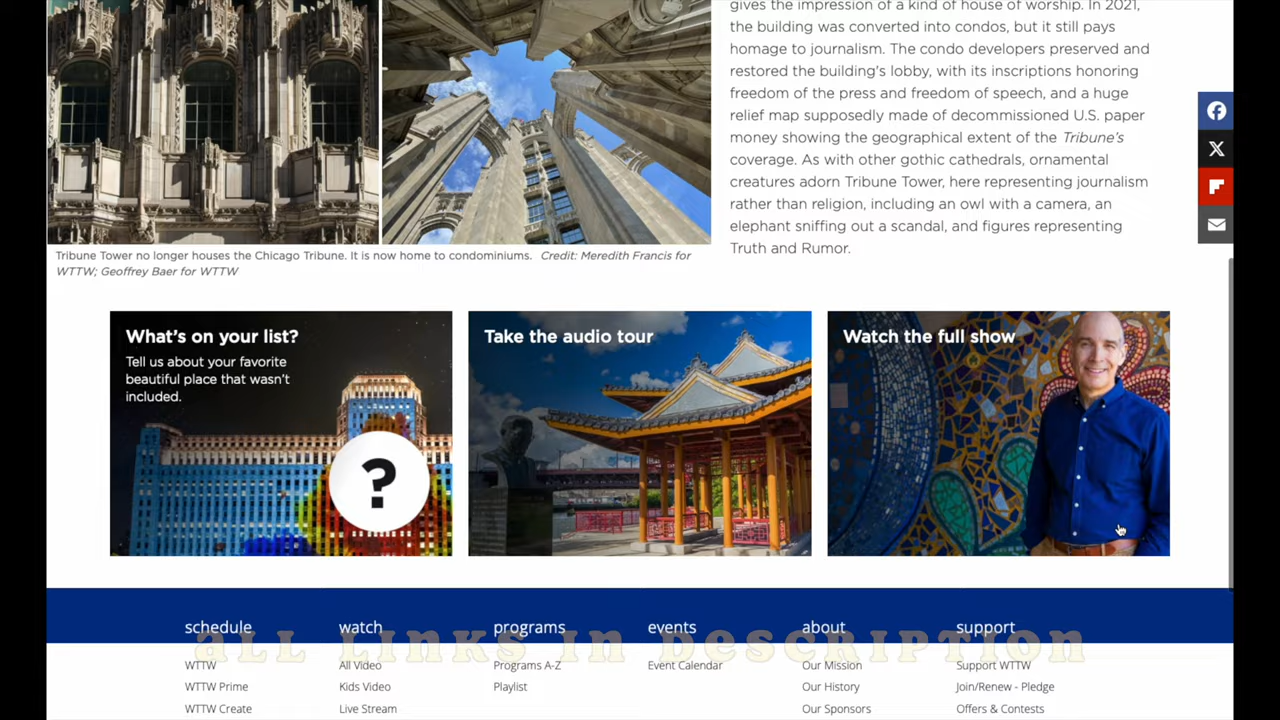 gives the impression of a kind of house of worship. In 2021,
the building was converted into condos, but it still pays
homage to journalism. The condo developers preserved and
restored the building's lobby, with its inscriptions honoring
freedom of the press and freedom of speech, and a huge
relief map supposedly made of decommissioned U.S. paper
money showing the geographical extent of the Tribune's
coverage. As with other gothic cathedrals, ornamental
creatures adorn Tribune Tower, here representing journalism
rather than religion, including an owl with a camera, an
elephant sniffing out a scandal, and figures representing
Truth and Rumor.
Tribune Tower no longer houses the Chicago Tribune. It is now home to condominiums. Credit: Meredith Francis for
WTTW; Geoffrey Baer for WTTW
What's on your list?
Tell us about your favorite
beautiful place that wasn't
included.
?
Take the audio tour
Watch the full show
schedule watch programs events about support
aLL LINKS IN DESCRIPTION
WTTW All Video Programs A-Z Event Calendar Our Mission Support WTTW
WTTW Prime Kids Video Playlist Our History Join/Renew - Pledge
WTTW Create Live Stream Our Sponsors Offers & Contests